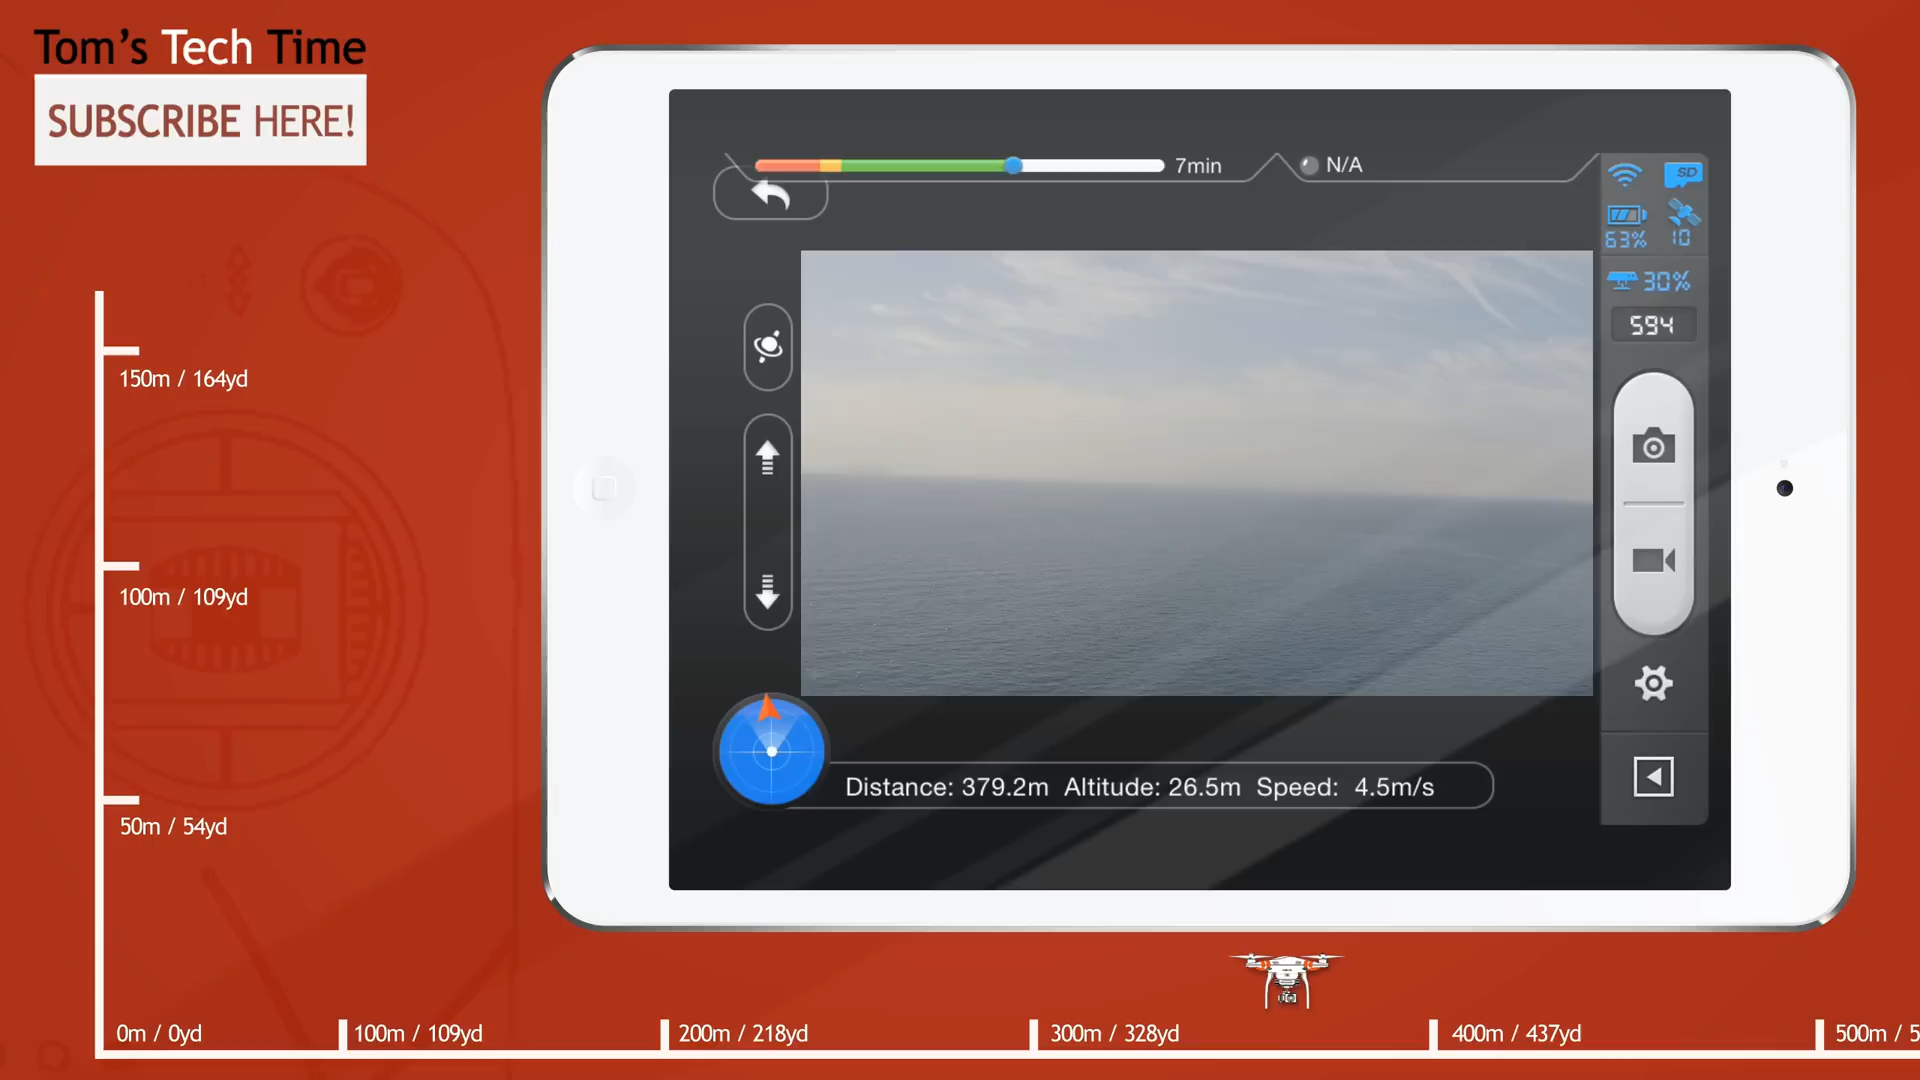 Tom's Tech Time
SUBSCRIBE HERE!
7min
N/A
SD
63% 10
30%
594
150m / 164yd
100m / 109yd
50m / 54yd
Distance: 379.2m Altitude: 26.5m Speed: 4.5m/s
0m / 0yd
100m / 109yd
200m / 218yd
300m / 328yd
400m / 437yd
500m / 5